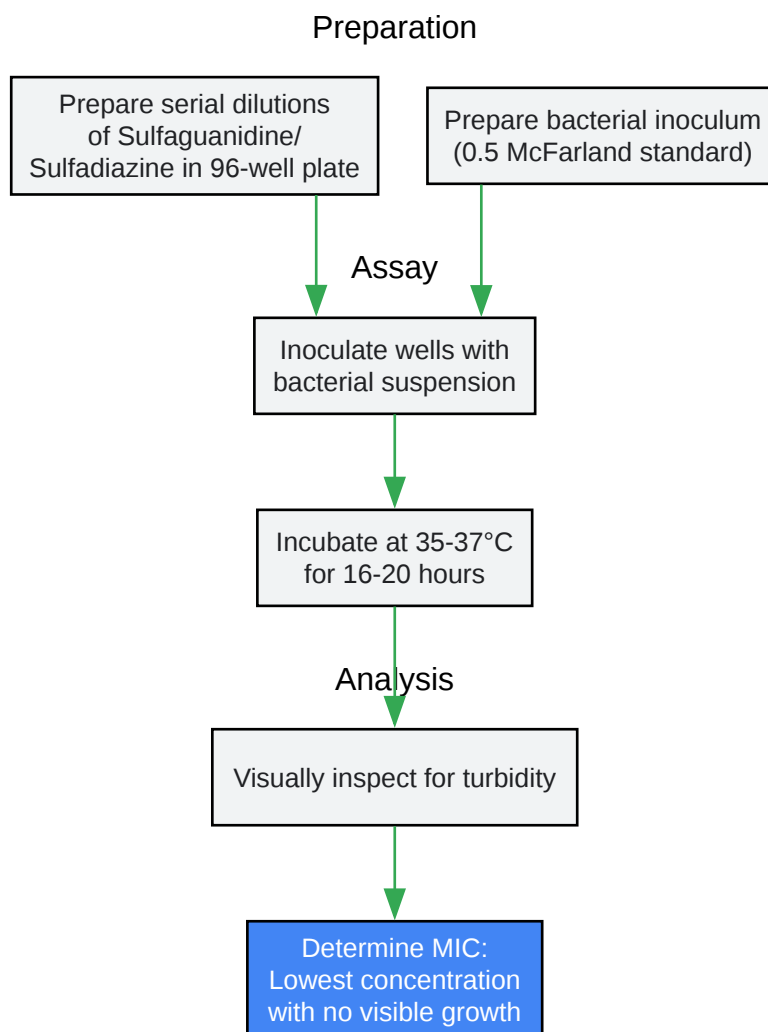 Preparation
Prepare serial dilutions
of Sulfaguanidine/
Sulfadiazine in 96-well plate
Prepare bacterial inoculum
(0.5 McFarland standard)
Assay
Inoculate wells with
bacterial suspension
Incubate at 35-37°C
for 16-20 hours
Analysis
Visually inspect for turbidity
Determine MIC:
Lowest concentration
with no visible growth